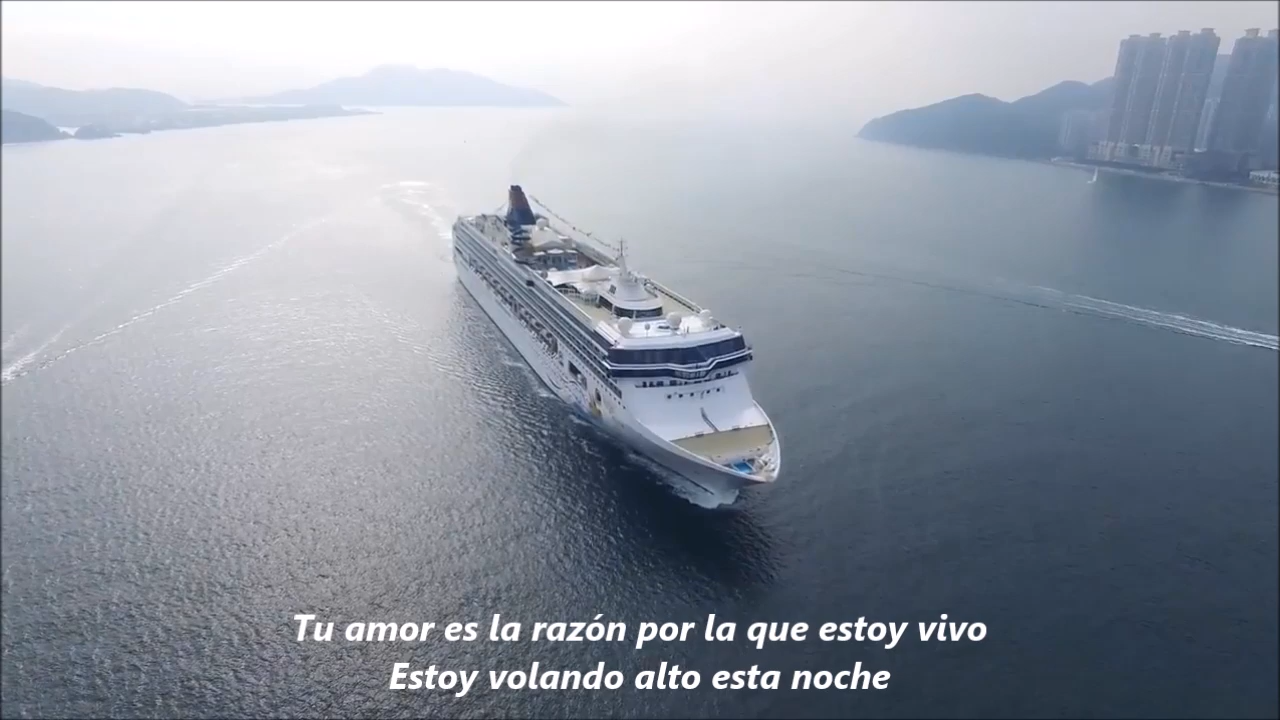 Tu amor es la razón por la que estoy vivo
Estoy volando alto esta noche